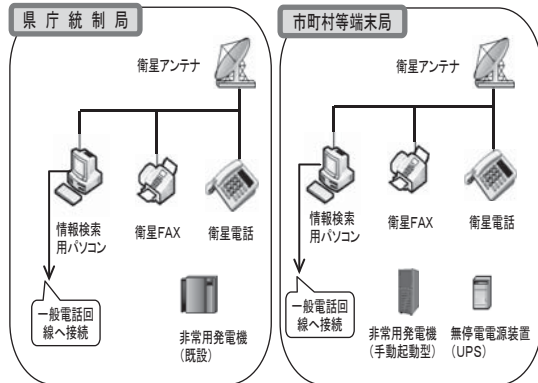 県庁統制局
衛星アンテナ
情報検索
用パソコン
衛星FAX
衛星電話
一般電話回
線へ接続
非常用発電機
(既設)
市町村等端末局
衛星アンテナ
情報検索
用パソコン
衛星FAX
衛星電話
一般電話回
線へ接続
非常用発電機
(手動起動型)
無停電電源装置
(UPS)